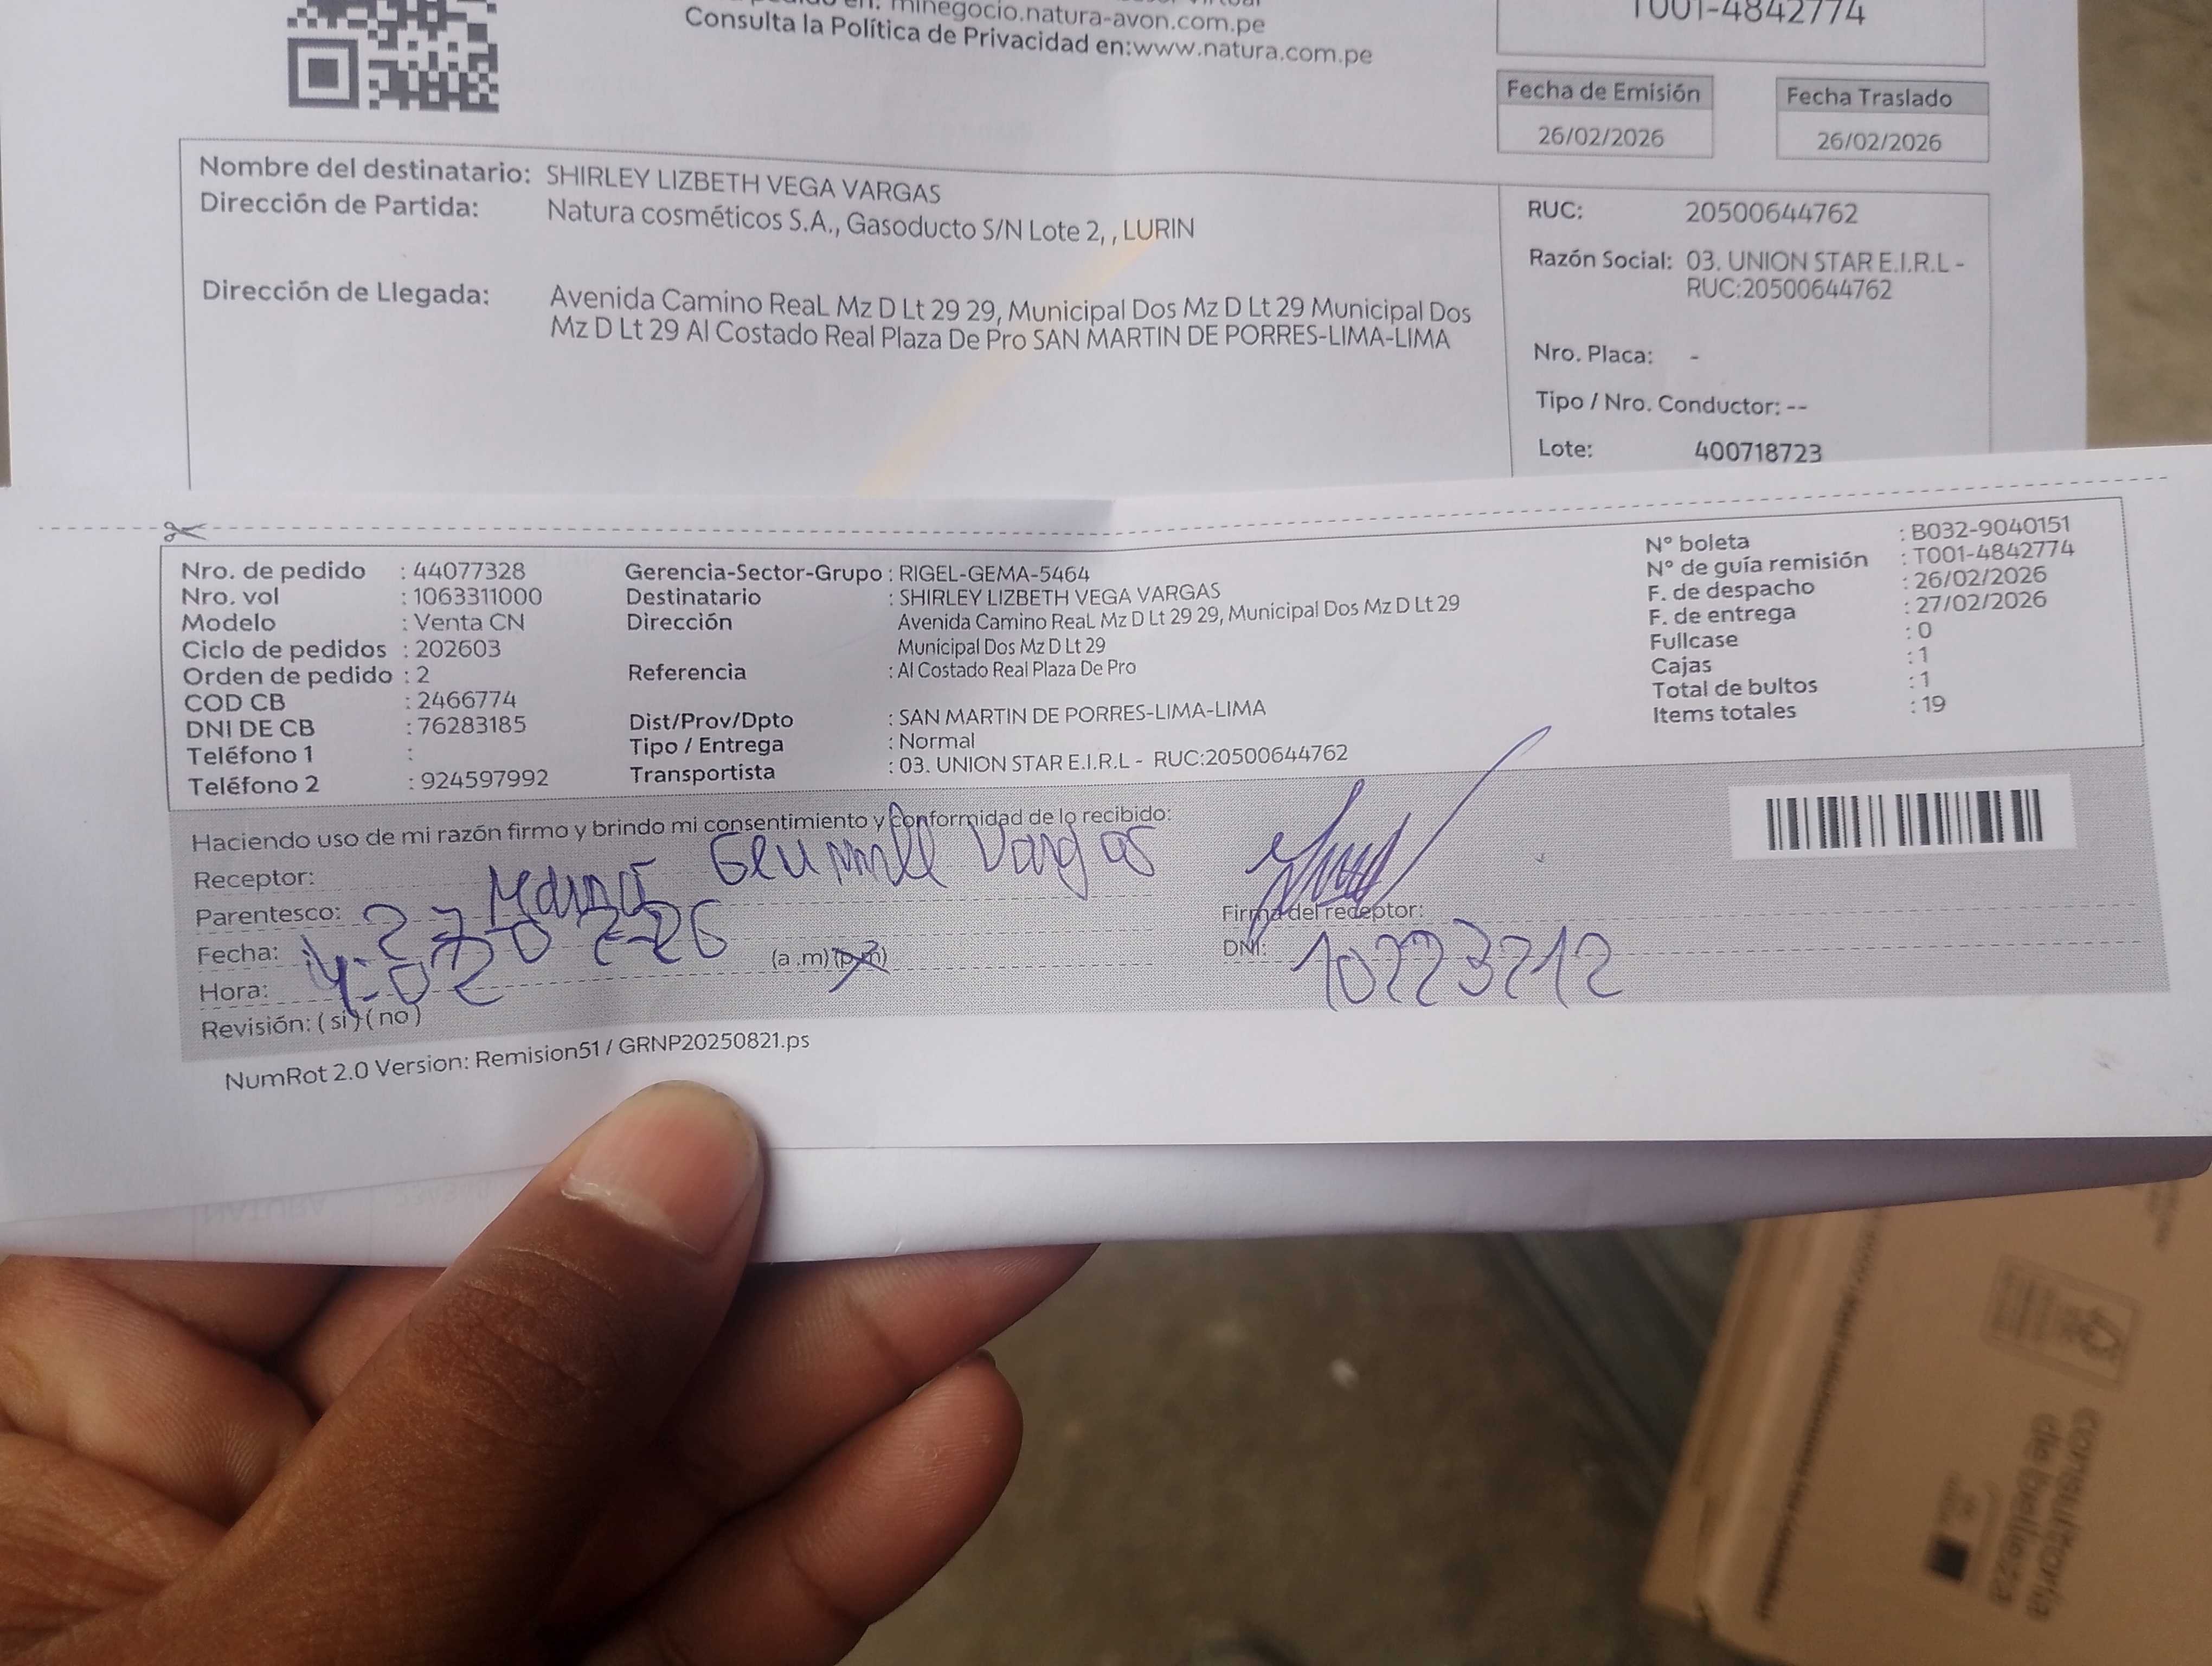 minegocio.natura-avon.com.pe
Consulta la Política de Privacidad en:www.natura.com.pe
T001-4842774
Fecha de Emisión
26/02/2026
Fecha Traslado
26/02/2026
Nombre del destinatario: SHIRLEY LIZBETH VEGA VARGAS
Dirección de Partida: Natura cosméticos S.A., Gasoducto S/N Lote 2, , LURIN
Dirección de Llegada: Avenida Camino ReaL Mz D Lt 29 29, Municipal Dos Mz D Lt 29 Municipal Dos
Mz D Lt 29 Al Costado Real Plaza De Pro SAN MARTIN DE PORRES-LIMA-LIMA
RUC: 20500644762
Razón Social: 03. UNION STAR E.I.R.L -
RUC:20500644762
Nro. Placa: -
Tipo / Nro. Conductor: --
Lote: 400718723
Nro. de pedido : 44077328
Nro. vol : 1063311000
Modelo : Venta CN
Ciclo de pedidos : 202603
Orden de pedido : 2
COD CB : 2466774
DNI DE CB : 76283185
Teléfono 1 :
Teléfono 2 : 924597992
Gerencia-Sector-Grupo : RIGEL-GEMA-5464
Destinatario : SHIRLEY LIZBETH VEGA VARGAS
Dirección Avenida Camino ReaL Mz D Lt 29 29, Municipal Dos Mz D Lt 29
Municipal Dos Mz D Lt 29
Referencia : Al Costado Real Plaza De Pro
Dist/Prov/Dpto : SAN MARTIN DE PORRES-LIMA-LIMA
Tipo / Entrega : Normal
Transportista : 03. UNION STAR E.I.R.L - RUC:20500644762
N° boleta : B032-9040151
N° de guía remisión : T001-4842774
F. de despacho : 26/02/2026
F. de entrega : 27/02/2026
Fullcase : 0
Cajas : 1
Total de bultos : 1
Items totales : 19
Haciendo uso de mi razón firmo y brindo mi consentimiento y conformidad de lo recibido:
Receptor: Vargas
Parentesco:
Fecha:
Hora: 4:02 (a.m) (p.m)
Revisión: ( si ) ( no )
Firma del receptor:
DNI: 10223212
NumRot 2.0 Version: Remision51 / GRNP20250821.ps
consultoria
de belleza